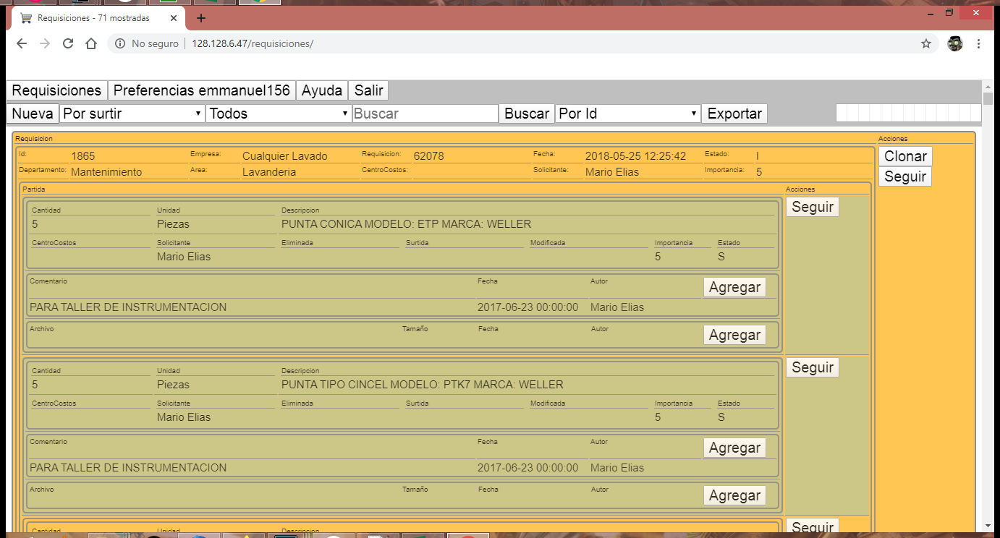 Requisiciones - 71 mostradas
No seguro 128.128.6.47/requisiciones/
Requisiciones Preferencias emmanuel156 Ayuda Salir
Nueva Por surtir Todos Buscar Buscar Por Id Exportar
Requisicion Acciones
Id: 1865 Empresa: Cualquier Lavado Requisicion: 62078 Fecha: 2018-05-25 12:25:42 Estado: I Clonar
Departamento: Mantenimiento Area: Lavanderia CentroCostos: Solicitante: Mario Elias Importancia: 5 Seguir
Partida Acciones
Cantidad Unidad Descripcion Seguir
5 Piezas PUNTA CONICA MODELO: ETP MARCA: WELLER
CentroCostos Solicitante Eliminada Surtida Modificada Importancia Estado
Mario Elias 5 S
Comentario Fecha Autor Agregar
PARA TALLER DE INSTRUMENTACION 2017-06-23 00:00:00 Mario Elias
Archivo Tamaño Fecha Autor Agregar
Cantidad Unidad Descripcion Seguir
5 Piezas PUNTA TIPO CINCEL MODELO: PTK7 MARCA: WELLER
CentroCostos Solicitante Eliminada Surtida Modificada Importancia Estado
Mario Elias 5 S
Comentario Fecha Autor Agregar
PARA TALLER DE INSTRUMENTACION 2017-06-23 00:00:00 Mario Elias
Archivo Tamaño Fecha Autor Agregar
Cantidad Unidad Descripcion Seguir